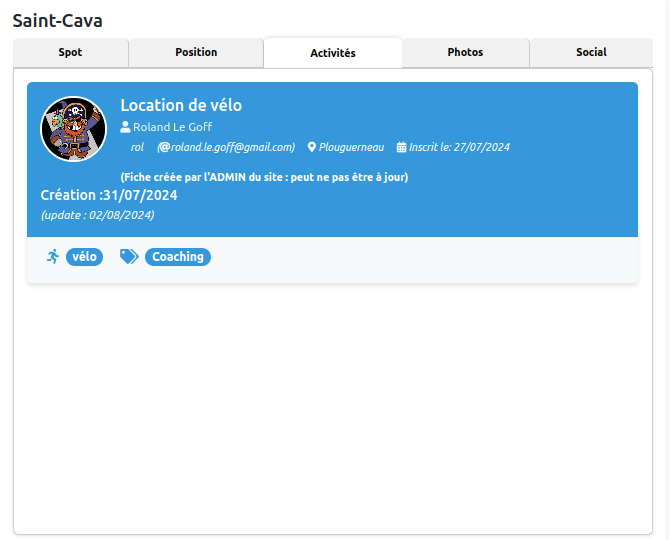 Saint-Cava
Spot Position Activités Photos Social
Location de vélo
Roland Le Goff
rol (@roland.le.goff@gmail.com) Plouguerneau Inscrit le: 27/07/2024
(Fiche créée par l'ADMIN du site : peut ne pas être à jour)
Création :31/07/2024
(update : 02/08/2024)
vélo Coaching